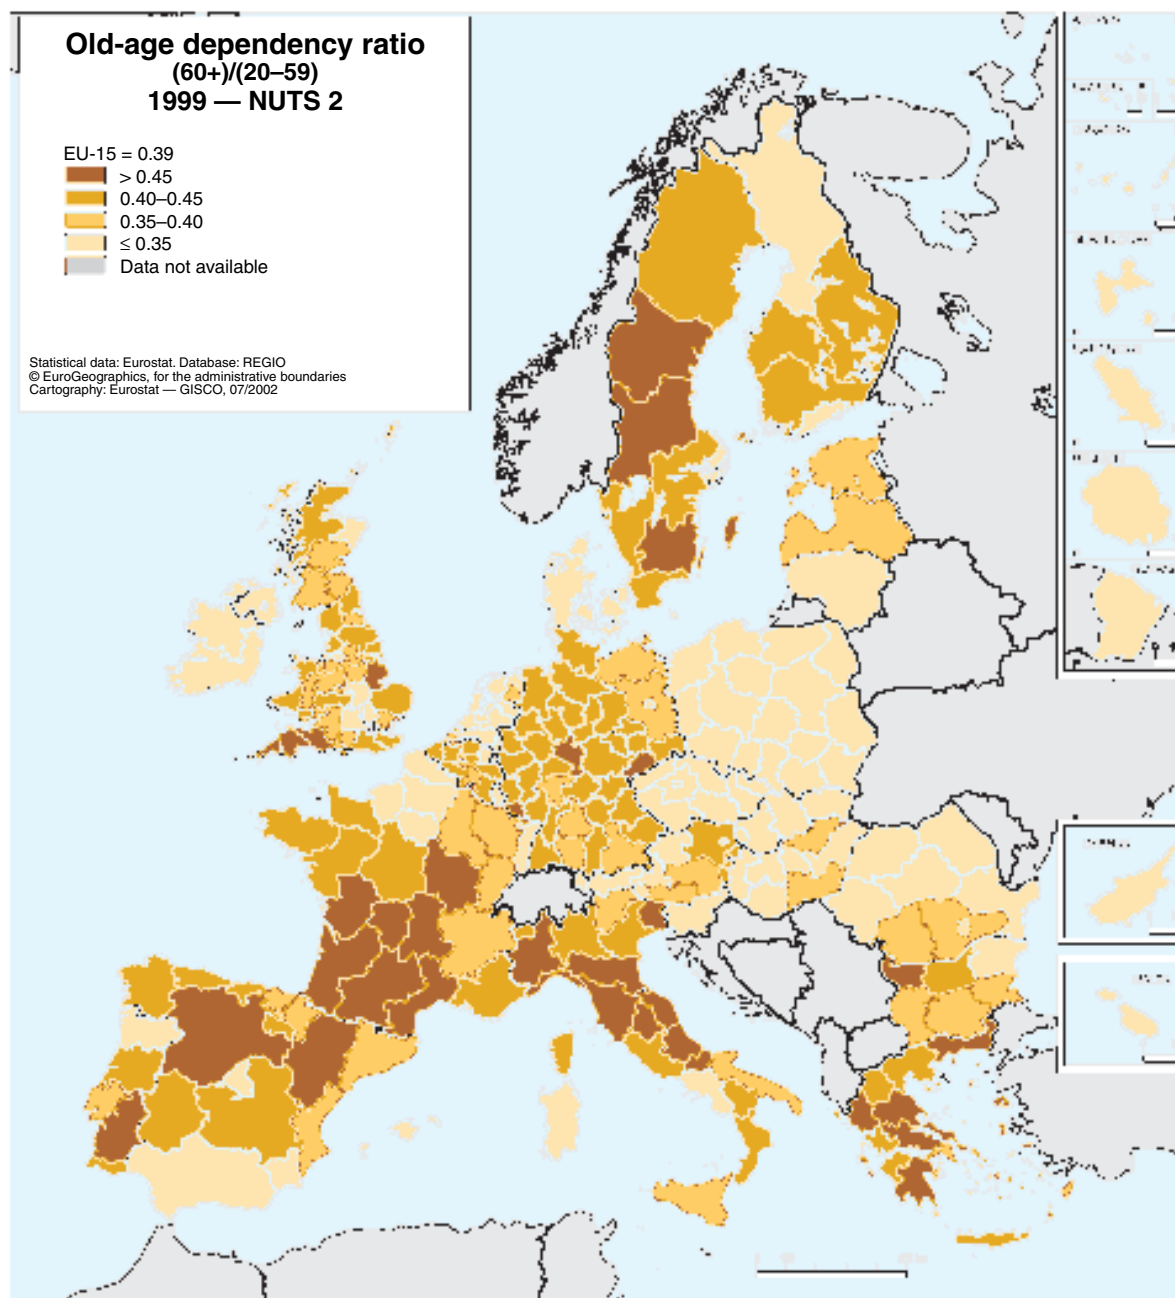 Old-age dependency ratio
(60+)/(20–59)
1999 — NUTS 2
EU-15 = 0.39
> 0.45
0.40–0.45
0.35–0.40
≤ 0.35
Data not available
Statistical data: Eurostat. Database: REGIO
© EuroGeographics, for the administrative boundaries
Cartography: Eurostat — GISCO, 07/2002